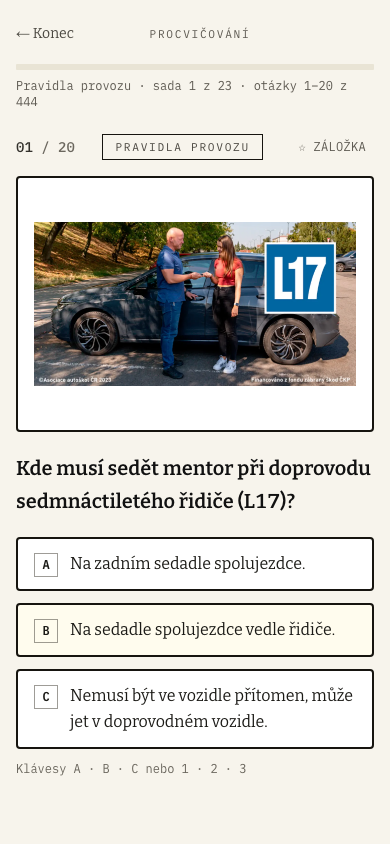 ← Konec
PROCVIČOVÁNÍ
Pravidla provozu · sada 1 z 23 · otázky 1–20 z
444
01 / 20
PRAVIDLA PROVOZU
☆ ZÁLOŽKA
L17
©Asociace autoškol ČR 2023
Financováno z fondu zábrany škod ČKP
Kde musí sedět mentor při doprovodu
sedmnáctiletého řidiče (L17)?
A Na zadním sedadle spolujezdce.
B Na sedadle spolujezdce vedle řidiče.
C Nemusí být ve vozidle přítomen, může
jet v doprovodném vozidle.
Klávesy A · B · C nebo 1 · 2 · 3